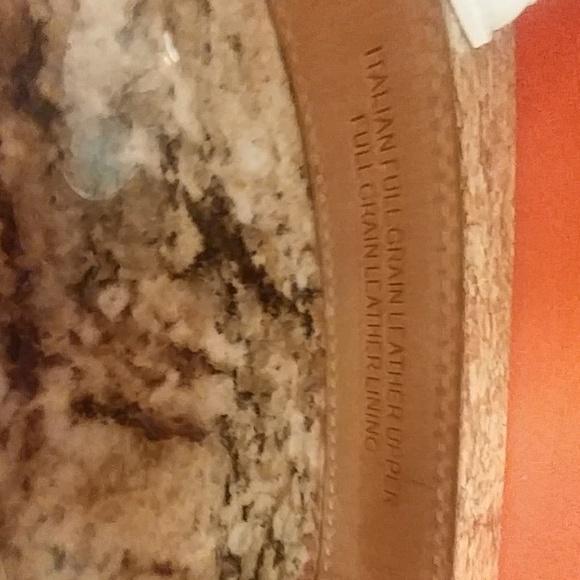 ITALIAN FULL GRAIN LEATHER UPPER
FULL GRAIN LEATHER LINING